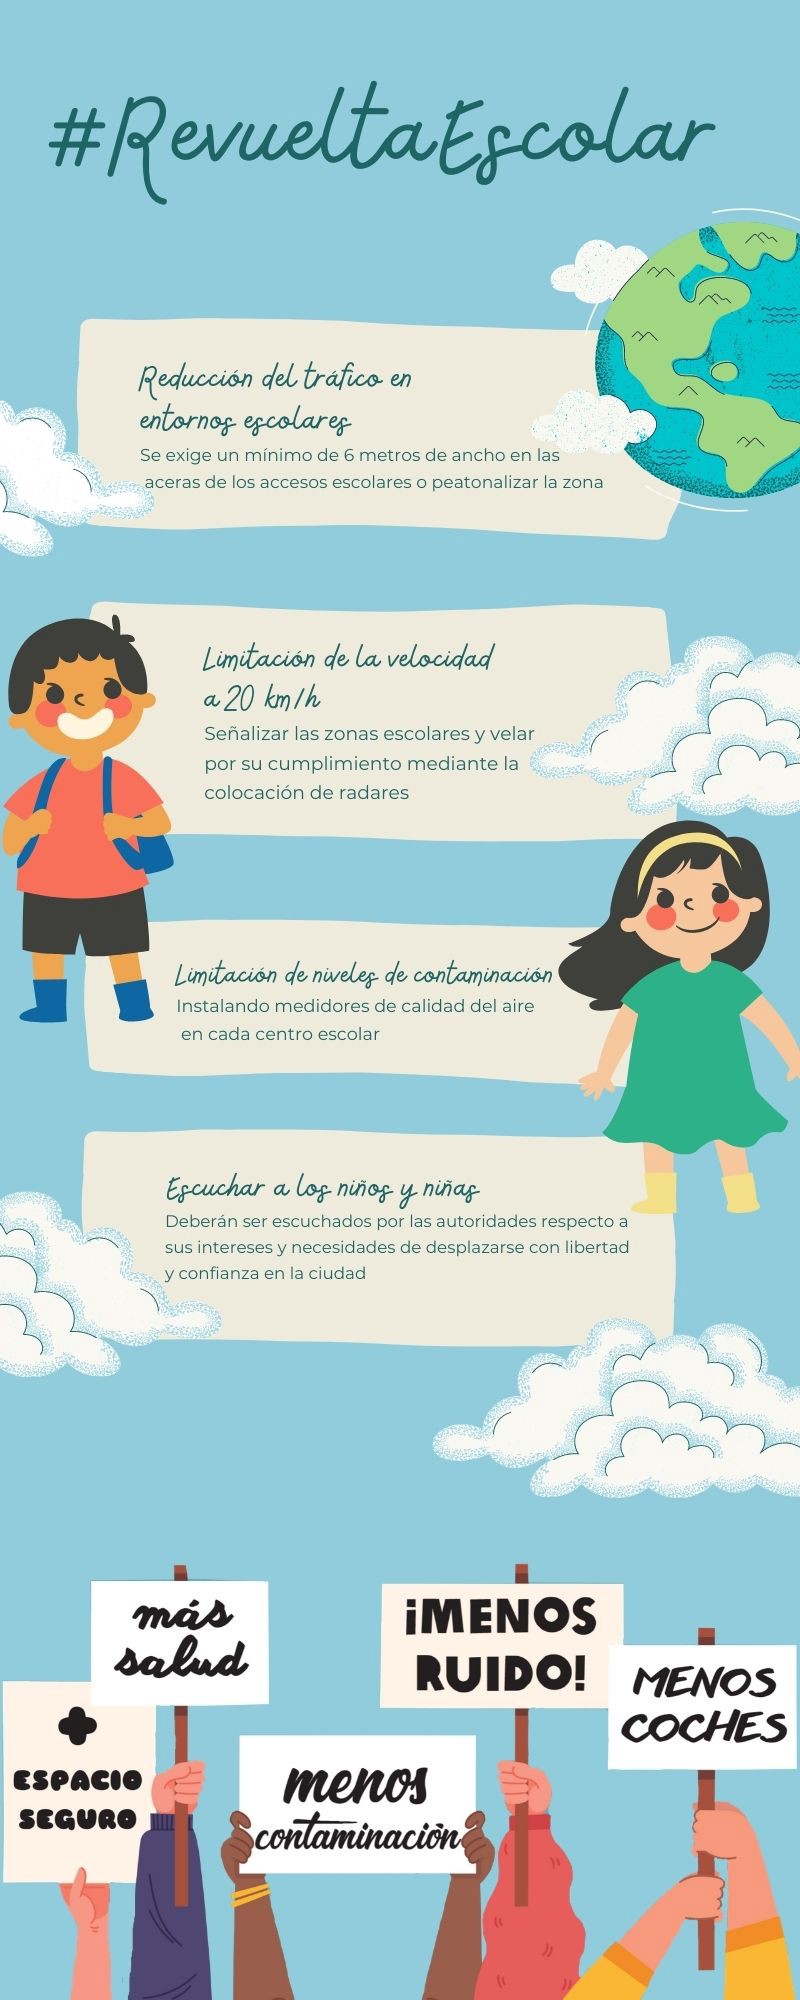 #RevueltaEscolar
Reducción del tráfico en
entornos escolares
Se exige un mínimo de 6 metros de ancho en las
aceras de los accesos escolares o peatonalizar la zona
Limitación de la velocidad
a 20 km/h
Señalizar las zonas escolares y velar
por su cumplimiento mediante la
colocación de radares
Limitación de niveles de contaminación
Instalando medidores de calidad del aire
en cada centro escolar
Escuchar a los niños y niñas
Deberán ser escuchados por las autoridades respecto a
sus intereses y necesidades de desplazarse con libertad
y confianza en la ciudad
más
salud
¡MENOS
RUIDO!
MENOS
COCHES
+
ESPACIO
SEGURO
menos
contaminación